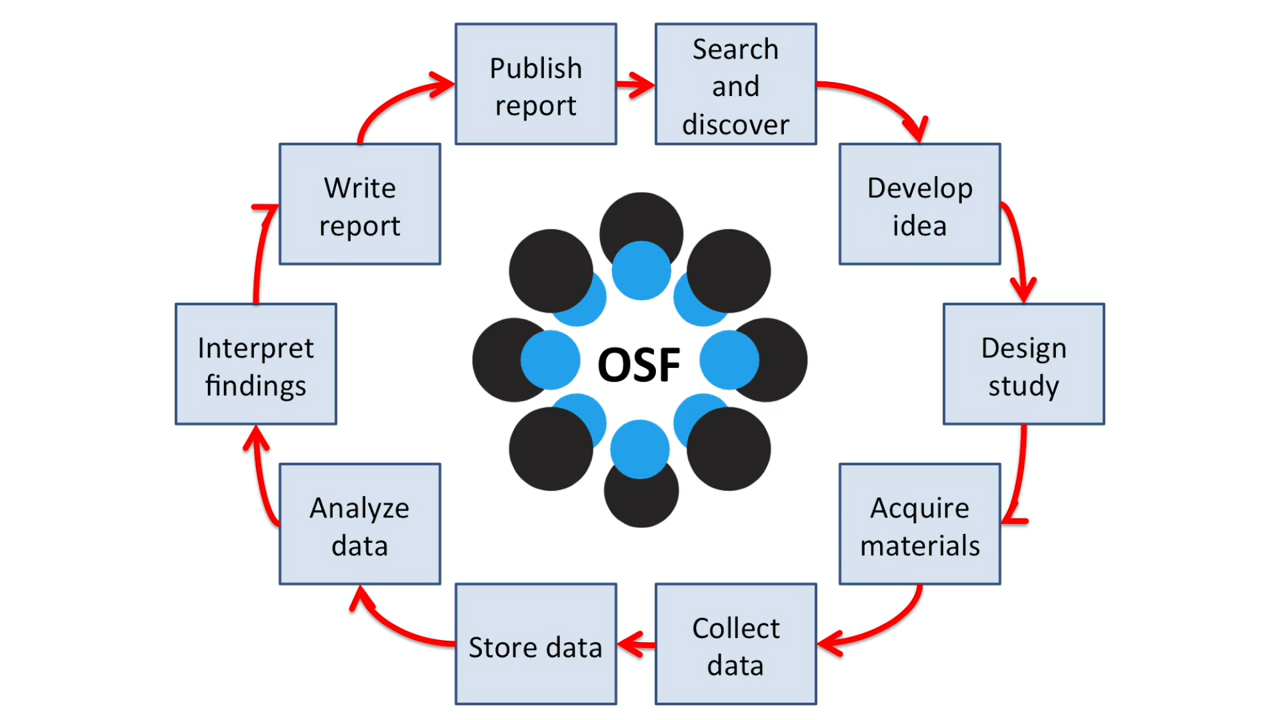 Publish
report
Search
and
discover
Develop
idea
Design
study
Acquire
materials
Collect
data
Store data
Analyze
data
Interpret
findings
Write
report
OSF